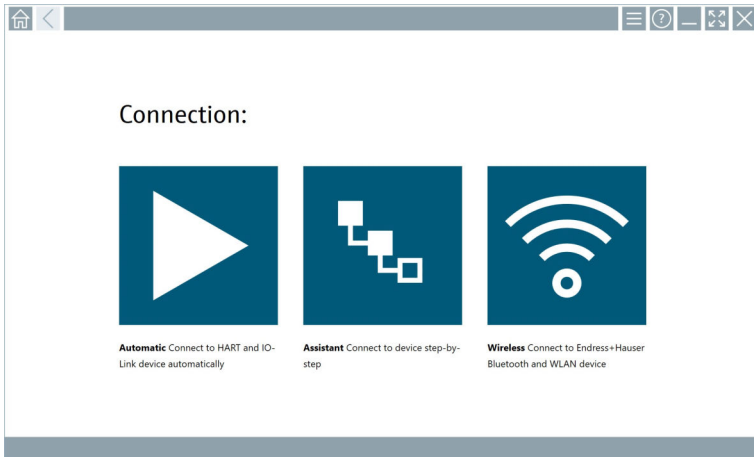 Connection:
Automatic Connect to HART and IO-
Link device automatically
Assistant Connect to device step-by-
step
Wireless Connect to Endress+Hauser
Bluetooth and WLAN device